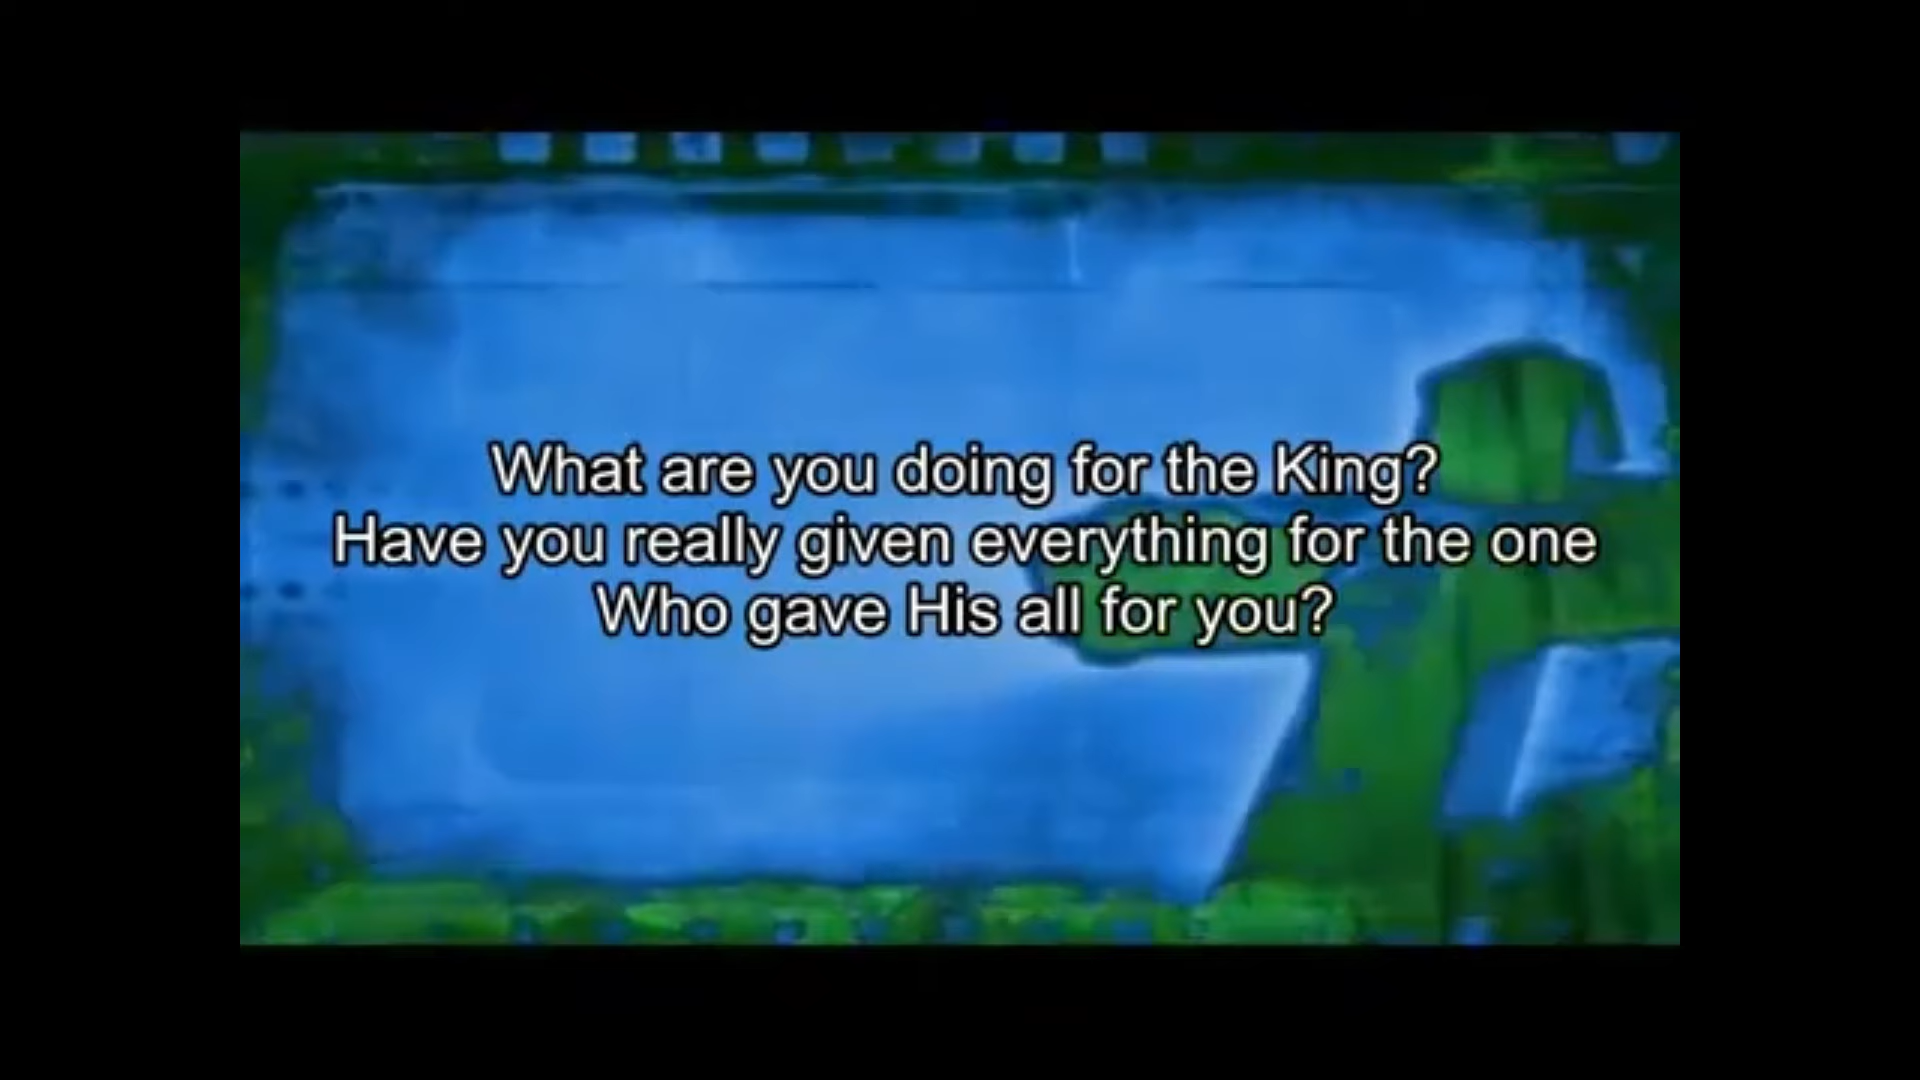 What are you doing for the King?
Have you really given everything for the one
Who gave His all for you?